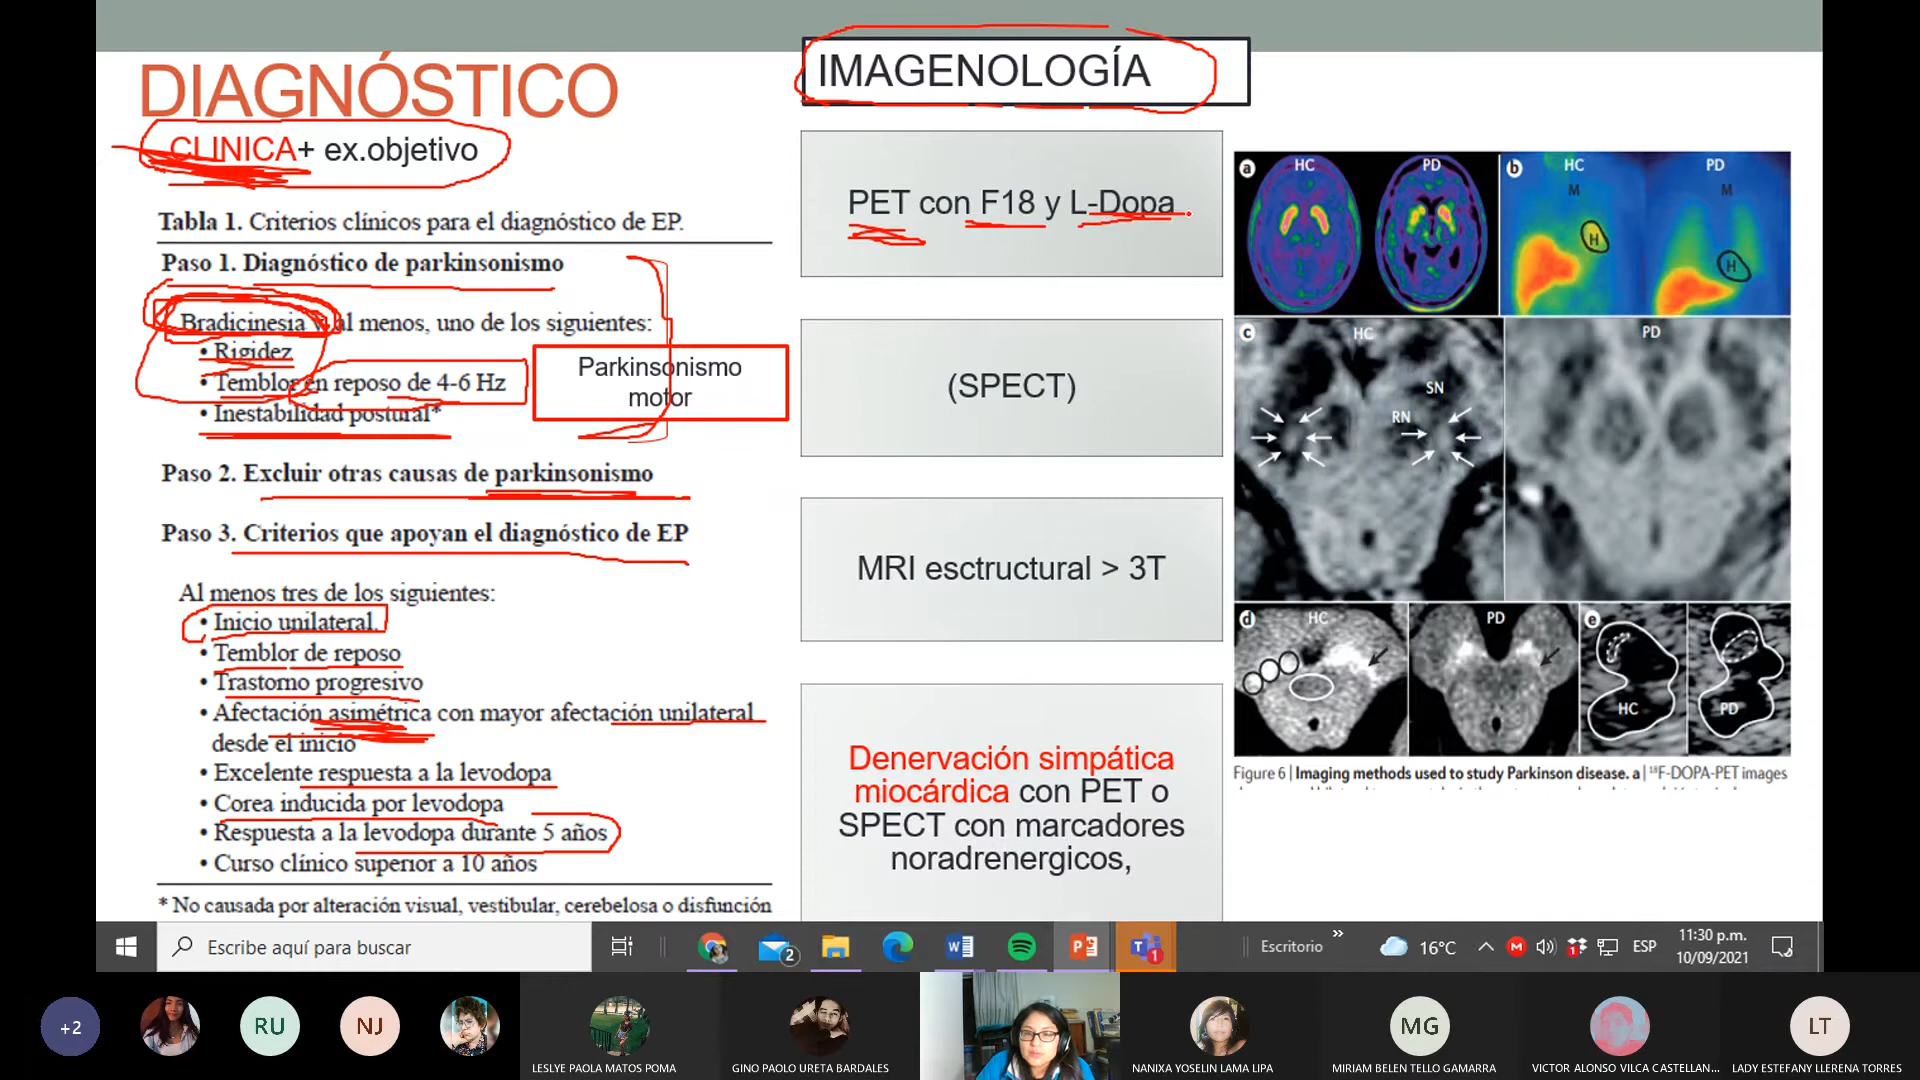 DIAGNÓSTICO
CLINICA+ ex.objetivo
Tabla 1. Criterios clínicos para el diagnóstico de EP.
Paso 1. Diagnóstico de parkinsonismo
Bradicinesia y, al menos, uno de los siguientes:
• Rigidez
• Temblor en reposo de 4-6 Hz
• Inestabilidad postural*
Parkinsonismo
motor
Paso 2. Excluir otras causas de parkinsonismo
Paso 3. Criterios que apoyan el diagnóstico de EP
Al menos tres de los siguientes:
• Inicio unilateral.
• Temblor de reposo
• Trastorno progresivo
• Afectación asimétrica con mayor afectación unilateral
desde el inicio
• Excelente respuesta a la levodopa
• Corea inducida por levodopa
• Respuesta a la levodopa durante 5 años
• Curso clínico superior a 10 años
* No causada por alteración visual, vestibular, cerebelosa o disfunción
IMAGENOLOGÍA
PET con F18 y L-Dopa
(SPECT)
MRI esctructural > 3T
Denervación simpática
miocárdica con PET o
SPECT con marcadores
noradrenergicos,
a HC PD b HC PD
M M
H H
c HC PD
SN
RN
d HC PD e
HC PD
Figure 6 | Imaging methods used to study Parkinson disease. a | ¹⁸F-DOPA-PET images
Escribe aquí para buscar
2
1
Escritorio
»
16°C
1
ESP
11:30 p.m.
10/09/2021
+2
RU
NJ
MG
LT
LESLYE PAOLA MATOS POMA
GINO PAOLO URETA BARDALES
NANIXA YOSELIN LAMA LIPA
MIRIAM BELEN TELLO GAMARRA
VICTOR ALONSO VILCA CASTELLAN...
LADY ESTEFANY LLERENA TORRES